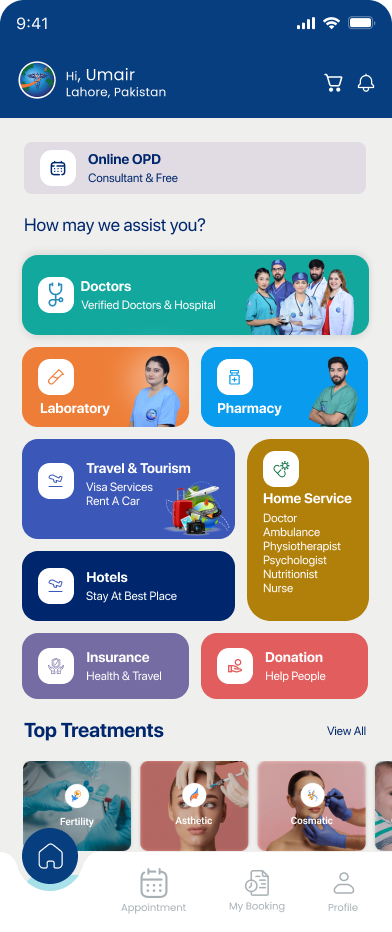 9:41
Hi, Umair
Lahore, Pakistan
Online OPD
Consultant & Free
How may we assist you?
Doctors
Verified Doctors & Hospital
Laboratory
Pharmacy
Travel & Tourism
Visa Services
Rent A Car
Home Service
Doctor
Ambulance
Physiotherapist
Psychologist
Nutritionist
Nurse
Hotels
Stay At Best Place
Insurance
Health & Travel
Donation
Help People
Top Treatments
View All
Fertility
Asthetic
Cosmatic
Appointment
My Booking
Profile